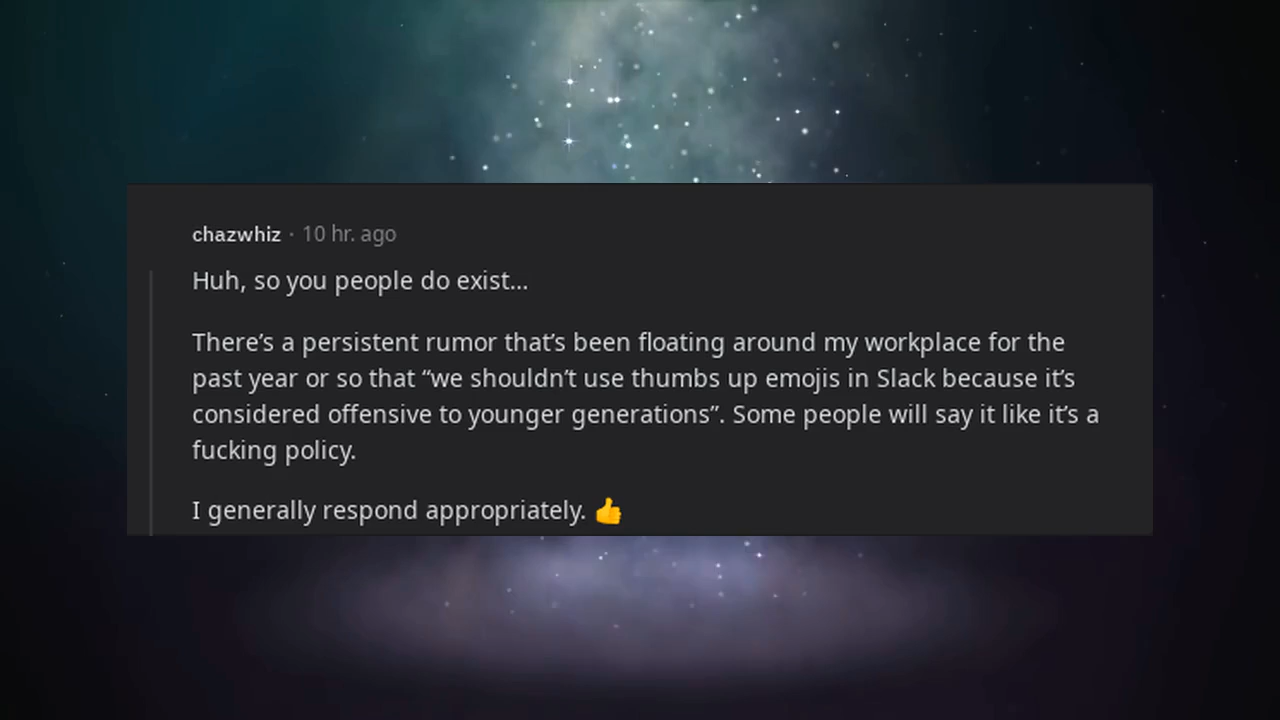 chazwhiz · 10 hr. ago
Huh, so you people do exist...
There’s a persistent rumor that’s been floating around my workplace for the
past year or so that “we shouldn’t use thumbs up emojis in Slack because it’s
considered offensive to younger generations”. Some people will say it like it’s a
fucking policy.
I generally respond appropriately. 👍